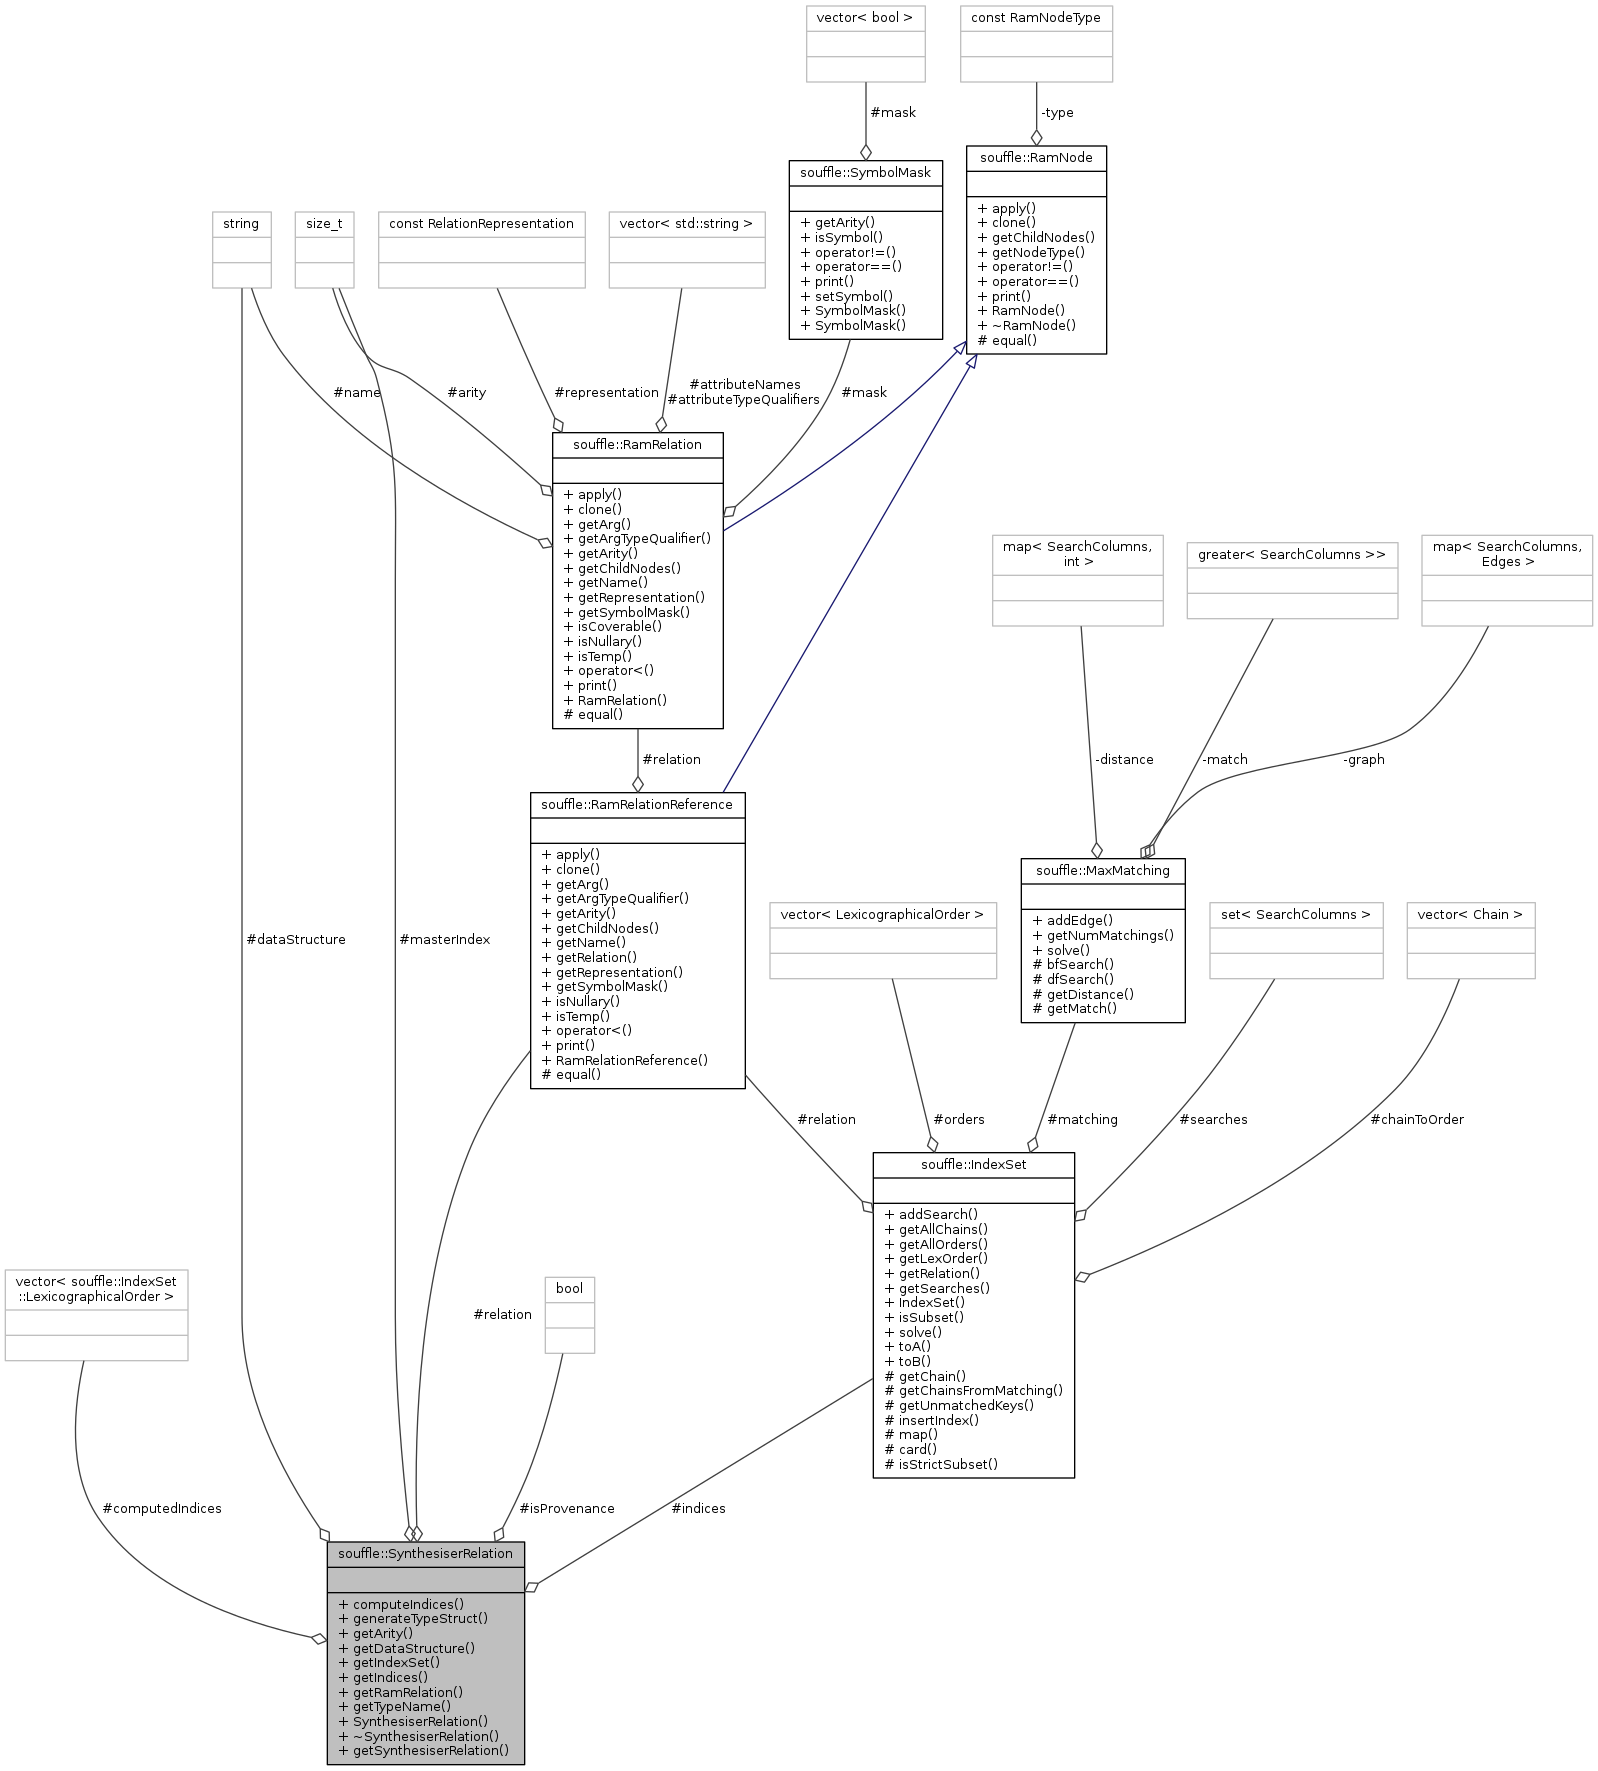 vector< bool >
const RamNodeType
#mask
-type
souffle::SymbolMask
+ getArity()
+ isSymbol()
+ operator!=()
+ operator==()
+ print()
+ setSymbol()
+ SymbolMask()
+ SymbolMask()
souffle::RamNode
+ apply()
+ clone()
+ getChildNodes()
+ getNodeType()
+ operator!=()
+ operator==()
+ print()
+ RamNode()
+ ~RamNode()
# equal()
string
size_t
const RelationRepresentation
vector< std::string >
#name
#arity
#representation
#attributeNames
#attributeTypeQualifiers
#mask
souffle::RamRelation
+ apply()
+ clone()
+ getArg()
+ getArgTypeQualifier()
+ getArity()
+ getChildNodes()
+ getName()
+ getRepresentation()
+ getSymbolMask()
+ isCoverable()
+ isNullary()
+ isTemp()
+ operator<()
+ print()
+ RamRelation()
# equal()
map< SearchColumns,
int >
greater< SearchColumns >>
map< SearchColumns,
Edges >
#relation
-distance
-match
-graph
souffle::RamRelationReference
+ apply()
+ clone()
+ getArg()
+ getArgTypeQualifier()
+ getArity()
+ getChildNodes()
+ getName()
+ getRelation()
+ getRepresentation()
+ getSymbolMask()
+ isNullary()
+ isTemp()
+ operator<()
+ print()
+ RamRelationReference()
# equal()
souffle::MaxMatching
+ addEdge()
+ getNumMatchings()
+ solve()
# bfSearch()
# dfSearch()
# getDistance()
# getMatch()
vector< LexicographicalOrder >
set< SearchColumns >
vector< Chain >
#dataStructure
#masterIndex
#relation
#orders
#matching
#searches
#chainToOrder
souffle::IndexSet
+ addSearch()
+ getAllChains()
+ getAllOrders()
+ getLexOrder()
+ getRelation()
+ getSearches()
+ IndexSet()
+ isSubset()
+ solve()
+ toA()
+ toB()
# getChain()
# getChainsFromMatching()
# getUnmatchedKeys()
# insertIndex()
# map()
# card()
# isStrictSubset()
vector< souffle::IndexSet
::LexicographicalOrder >
#relation
bool
#computedIndices
#isProvenance
#indices
souffle::SynthesiserRelation
+ computeIndices()
+ generateTypeStruct()
+ getArity()
+ getDataStructure()
+ getIndexSet()
+ getIndices()
+ getRamRelation()
+ getTypeName()
+ SynthesiserRelation()
+ ~SynthesiserRelation()
+ getSynthesiserRelation()